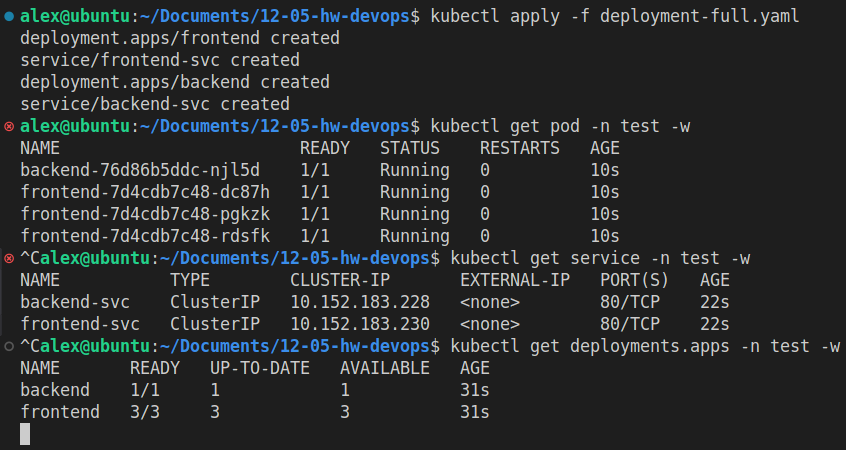 alex@ubuntu:~/Documents/12-05-hw-devops$ kubectl apply -f deployment-full.yaml
deployment.apps/frontend created
service/frontend-svc created
deployment.apps/backend created
service/backend-svc created
alex@ubuntu:~/Documents/12-05-hw-devops$ kubectl get pod -n test -w
NAME                        READY   STATUS    RESTARTS   AGE
backend-76d86b5ddc-njl5d    1/1     Running   0          10s
frontend-7d4cdb7c48-dc87h   1/1     Running   0          10s
frontend-7d4cdb7c48-pgkzk   1/1     Running   0          10s
frontend-7d4cdb7c48-rdsfk   1/1     Running   0          10s
^Calex@ubuntu:~/Documents/12-05-hw-devops$ kubectl get service -n test -w
NAME           TYPE        CLUSTER-IP       EXTERNAL-IP   PORT(S)   AGE
backend-svc    ClusterIP   10.152.183.228   <none>        80/TCP    22s
frontend-svc   ClusterIP   10.152.183.230   <none>        80/TCP    22s
^Calex@ubuntu:~/Documents/12-05-hw-devops$ kubectl get deployments.apps -n test -w
NAME       READY   UP-TO-DATE   AVAILABLE   AGE
backend    1/1     1            1           31s
frontend   3/3     3            3           31s